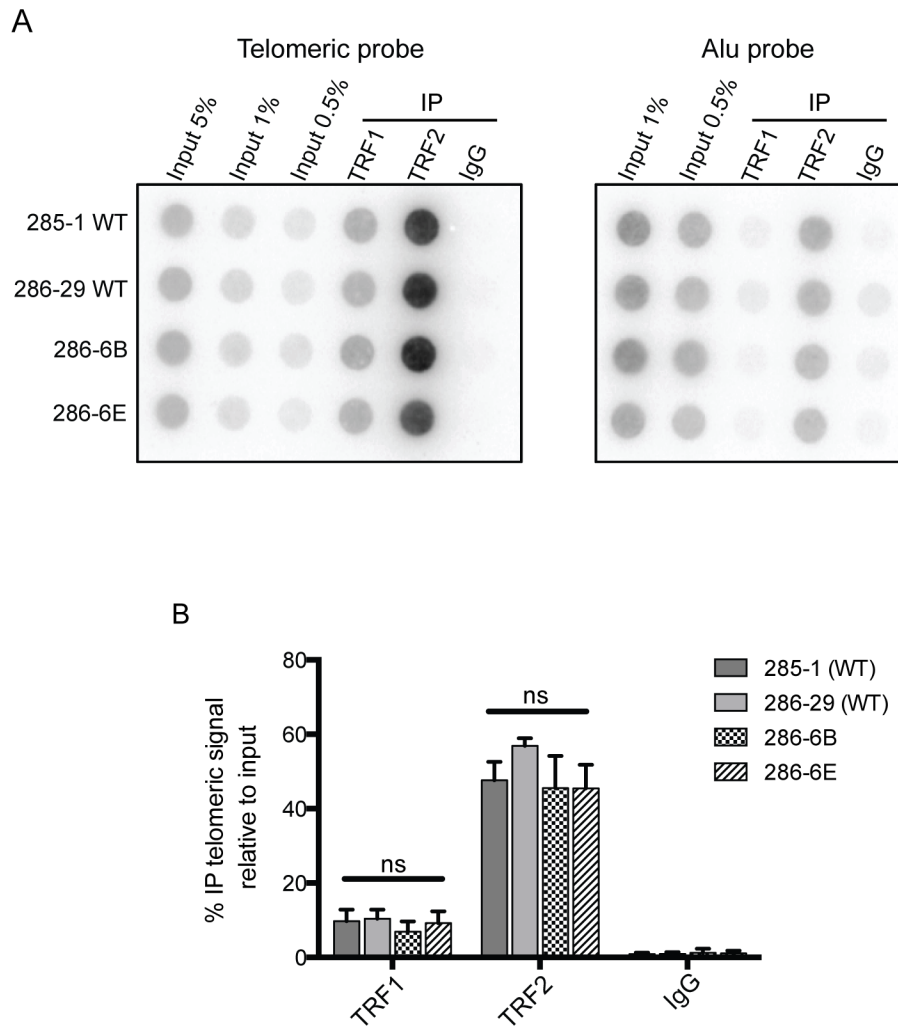 A
Telomeric probe
Alu probe
IP
IP
Input 5%
Input 1%
Input 0.5%
TRF1
TRF2
IgG
Input 1%
Input 0.5%
TRF1
TRF2
IgG
285-1 WT
286-29 WT
286-6B
286-6E
B
% IP telomeric signal
relative to input
80
60
40
20
0
ns
ns
285-1 (WT)
286-29 (WT)
286-6B
286-6E
TRF1
TRF2
IgG